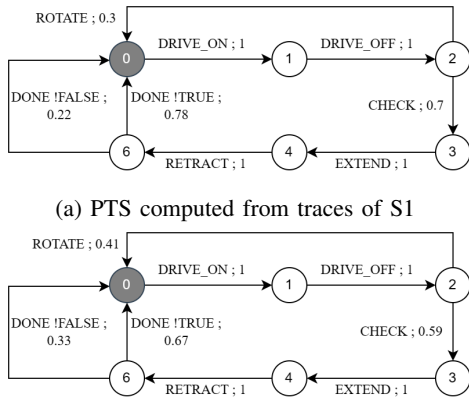 ROTATE ; 0.3
DRIVE_ON ; 1
DRIVE_OFF ; 1
0
1
2
DONE !FALSE ;
0.22
DONE !TRUE ;
0.78
CHECK ; 0.7
6
RETRACT ; 1
4
EXTEND ; 1
3
(a) PTS computed from traces of S1
ROTATE ; 0.41
DRIVE_ON ; 1
DRIVE_OFF ; 1
0
1
2
DONE !FALSE ;
0.33
DONE !TRUE ;
0.67
CHECK ; 0.59
6
RETRACT ; 1
4
EXTEND ; 1
3